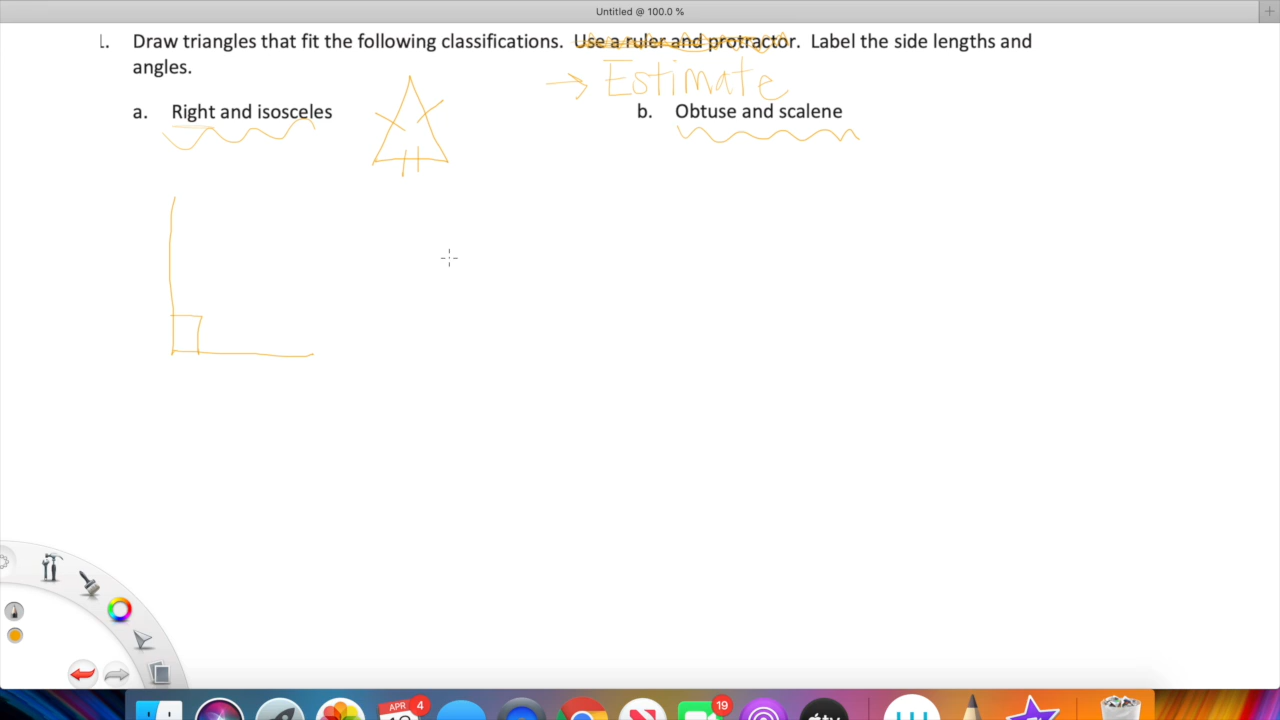 Untitled @ 100.0 %
1. Draw triangles that fit the following classifications. Use a ruler and protractor. Label the side lengths and
angles.
→ Estimate
a. Right and isosceles
b. Obtuse and scalene
APR 4
19
tv